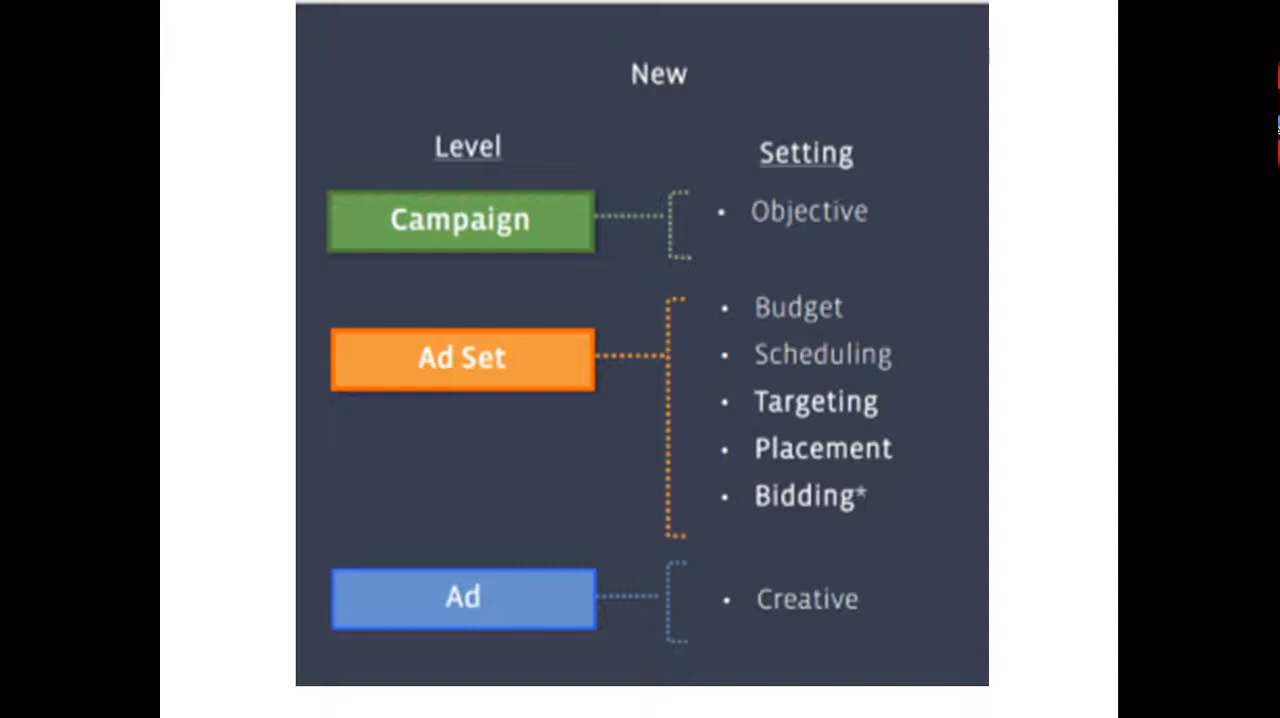 New
Level
Setting
Campaign
• Objective
Ad Set
• Budget
• Scheduling
• Targeting
• Placement
• Bidding*
Ad
• Creative